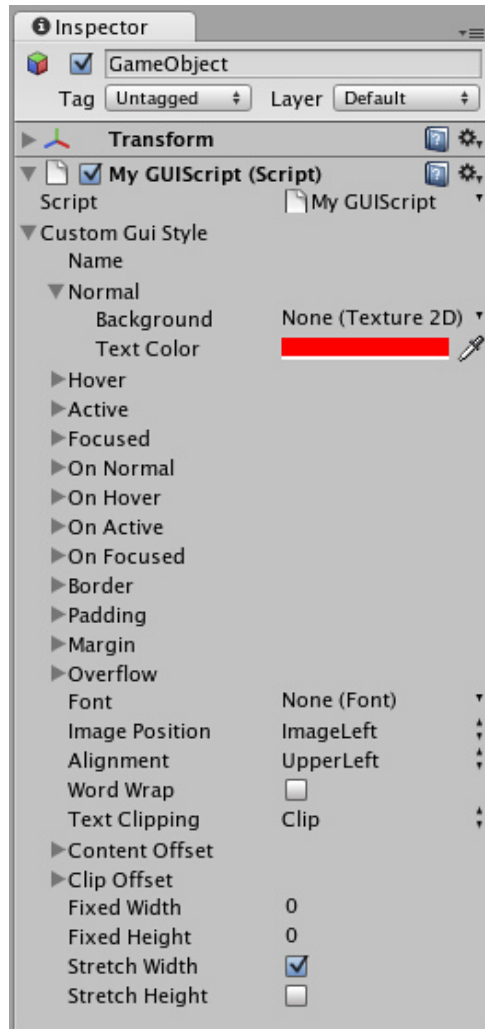 Inspector
GameObject
Tag Untagged Layer Default
Transform
My GUIScript (Script)
Script My GUIScript
Custom Gui Style
Name
Normal
Background None (Texture 2D)
Text Color
Hover
Active
Focused
On Normal
On Hover
On Active
On Focused
Border
Padding
Margin
Overflow
Font None (Font)
Image Position ImageLeft
Alignment UpperLeft
Word Wrap
Text Clipping Clip
Content Offset
Clip Offset
Fixed Width 0
Fixed Height 0
Stretch Width
Stretch Height